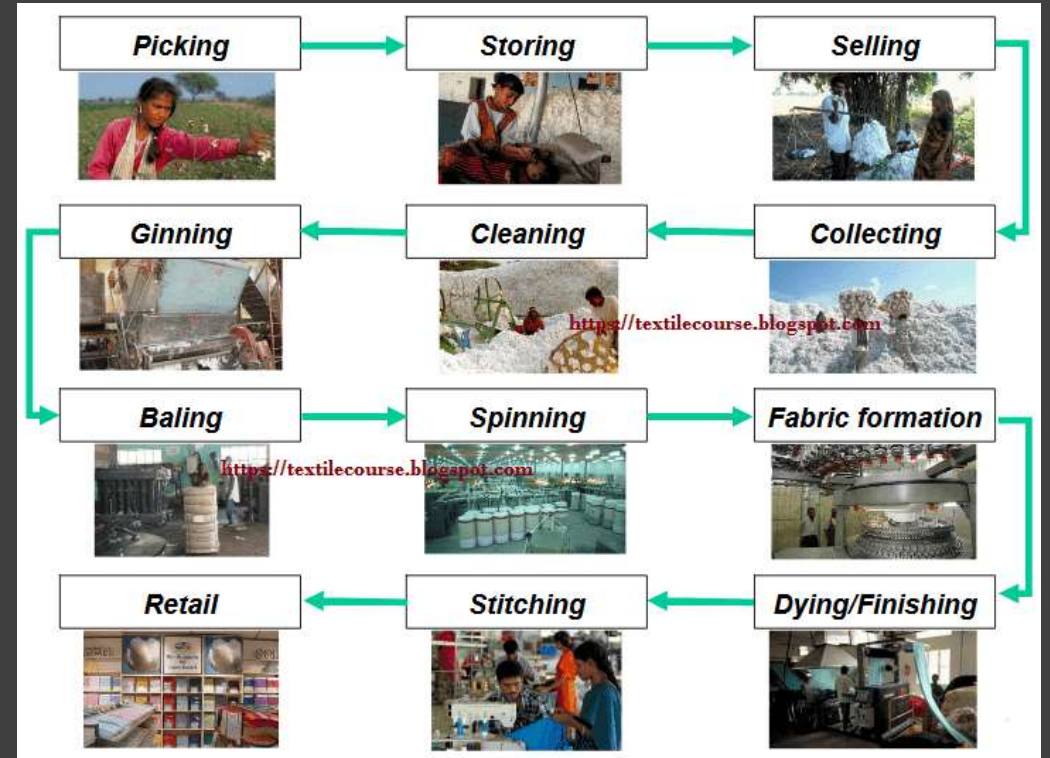 Picking
Storing
Selling
Collecting
Cleaning
Ginning
https://textilecourse.blogspot.com
Baling
Spinning
Fabric formation
https://textilecourse.blogspot.com
Dying/Finishing
Stitching
Retail